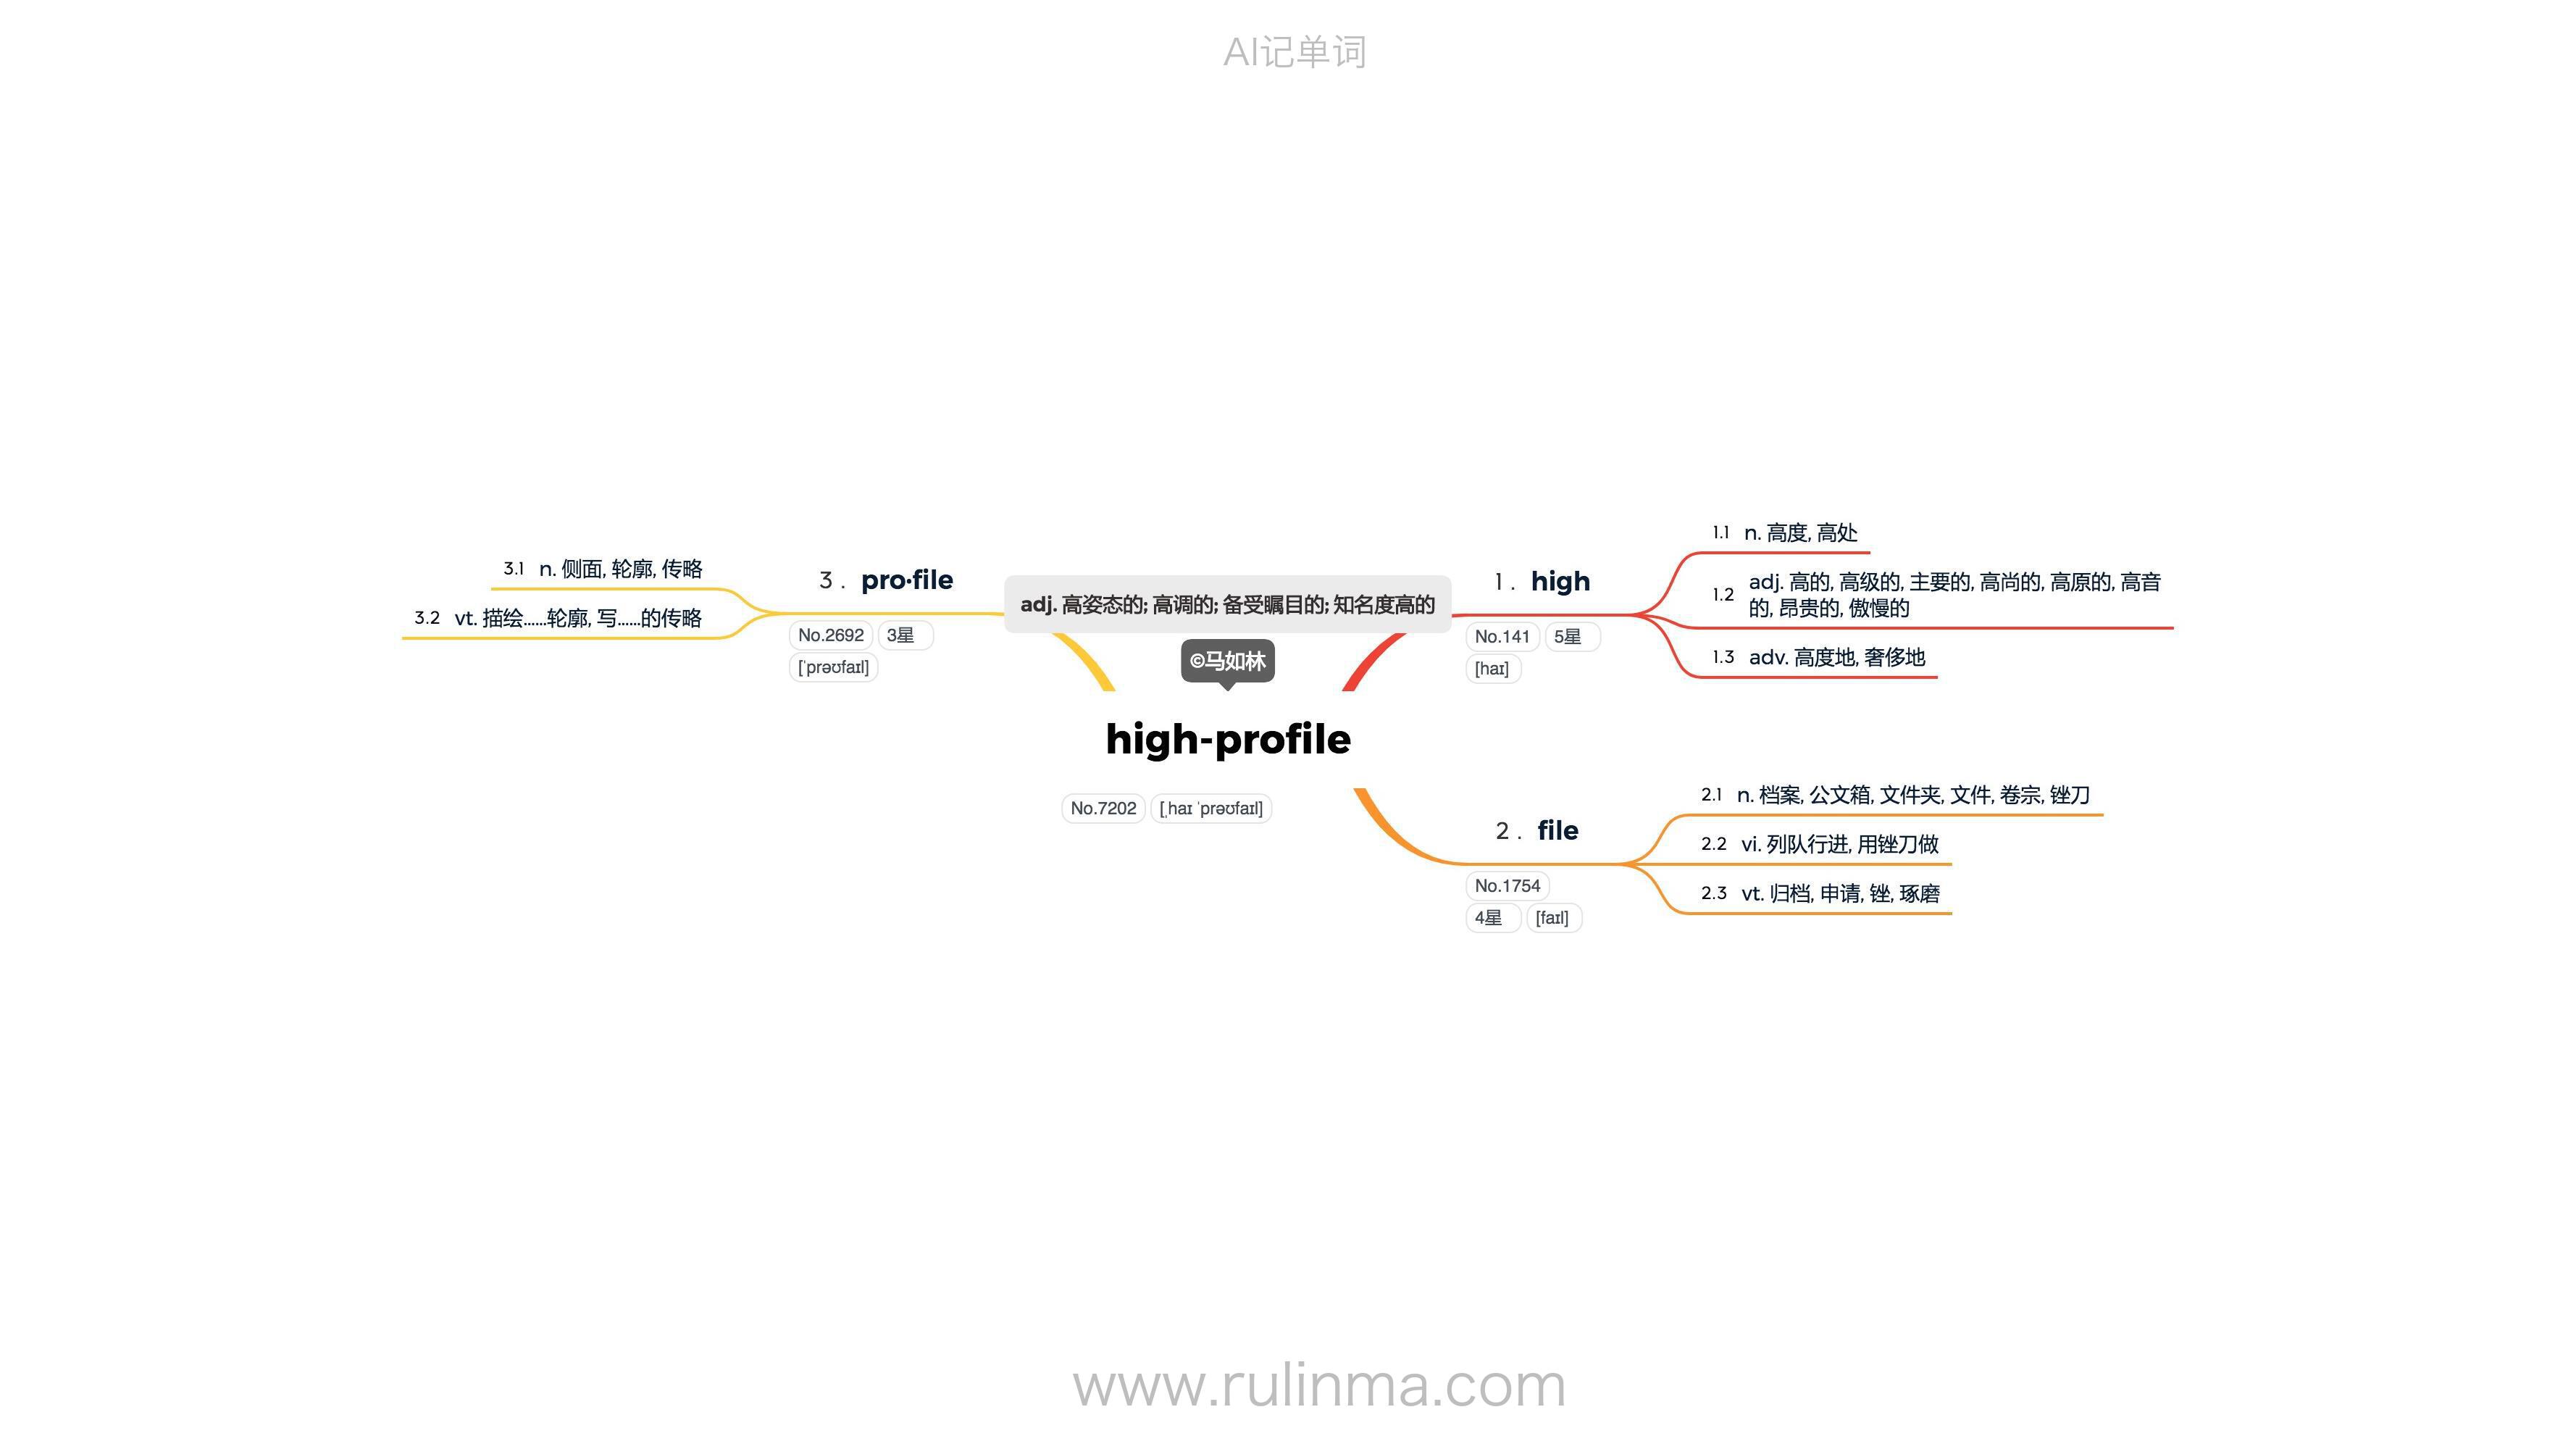 AI记单词
adj. 高姿态的; 高调的; 备受瞩目的; 知名度高的
©马如林
high-profile
No.7202 [ˌhaɪ ˈprəʊfaɪl]
1 . high
No.141 5星
[haɪ]
1.1 n. 高度, 高处
1.2 adj. 高的, 高级的, 主要的, 高尚的, 高原的, 高音
的, 昂贵的, 傲慢的
1.3 adv. 高度地, 奢侈地
2 . file
No.1754
4星 [faɪl]
2.1 n. 档案, 公文箱, 文件夹, 文件, 卷宗, 锉刀
2.2 vi. 列队行进, 用锉刀做
2.3 vt. 归档, 申请, 锉, 琢磨
3 . pro·file
No.2692 3星
[ˈprəʊfaɪl]
3.1 n. 侧面, 轮廓, 传略
3.2 vt. 描绘……轮廓, 写……的传略
www.rulinma.com